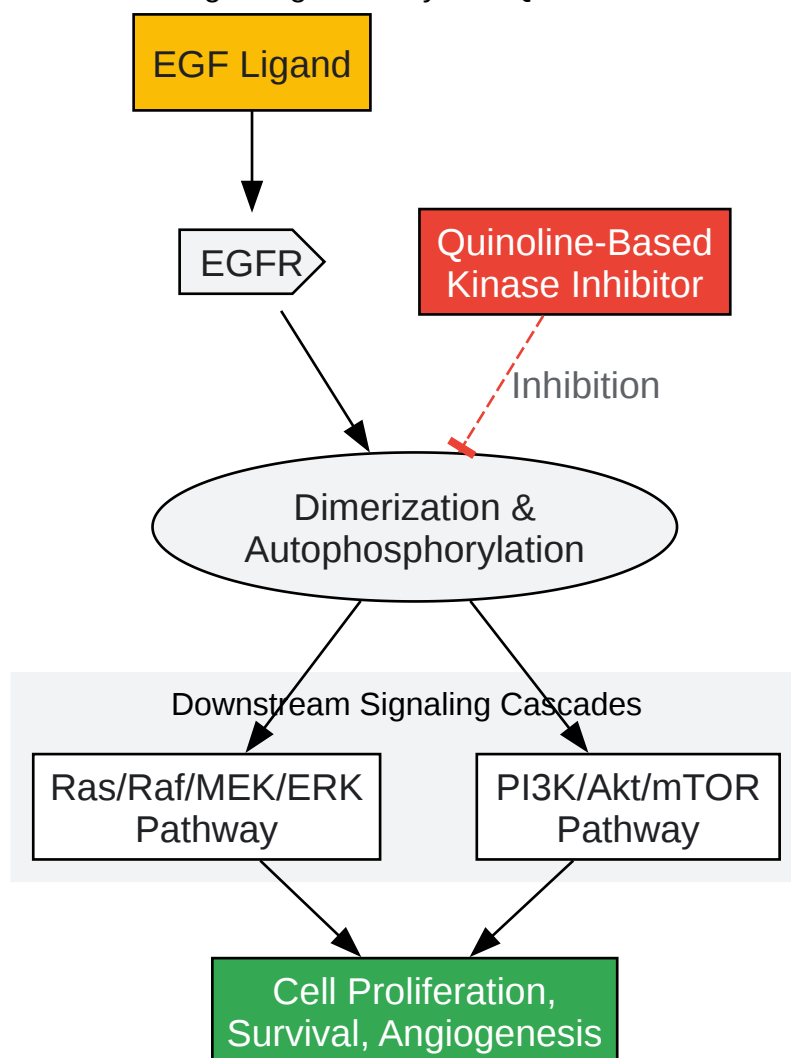 EGF Ligand
EGFR
Quinoline-Based
Kinase Inhibitor
Inhibition
Dimerization &
Autophosphorylation
Downstream Signaling Cascades
Ras/Raf/MEK/ERK
Pathway
PI3K/Akt/mTOR
Pathway
Cell Proliferation,
Survival, Angiogenesis